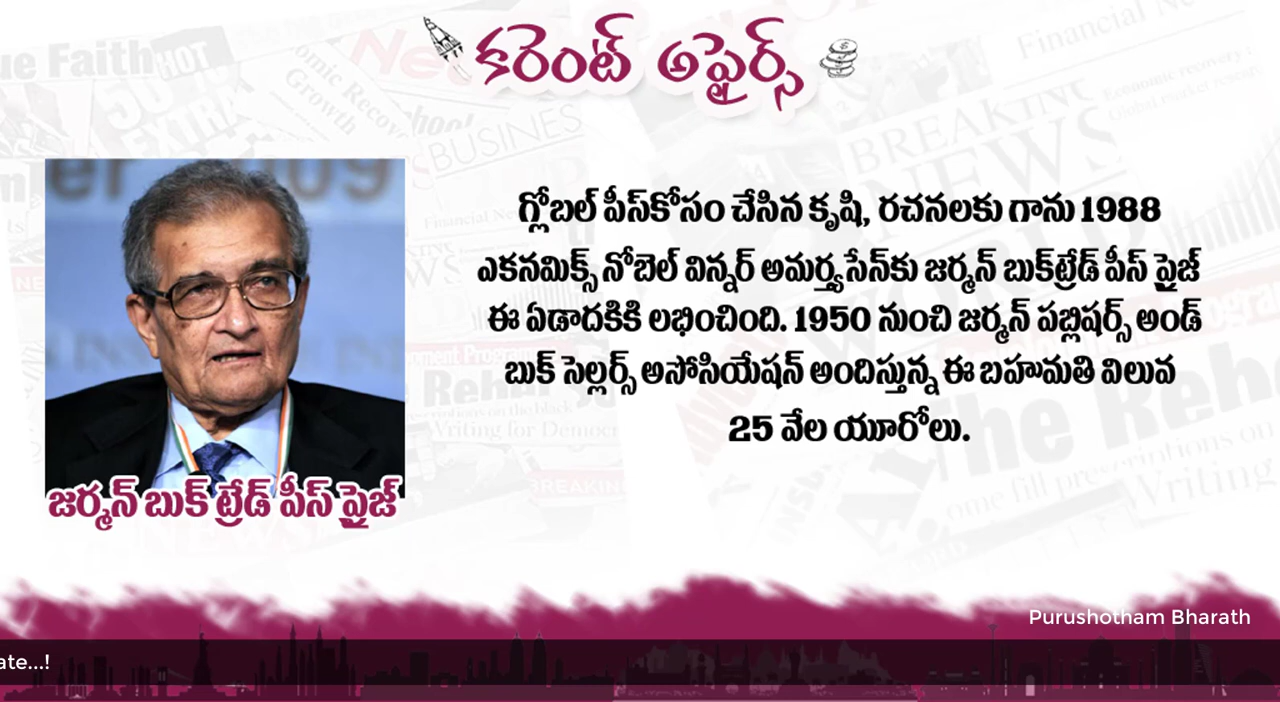 కరెంట్ అఫైర్స్
గ్లోబల్ పీస్‌కోసం చేసిన కృషి, రచనలకు గాను 1988
ఎకనమిక్స్ నోబెల్ విన్నర్ అమర్త్యసేన్‌కు జర్మన్ బుక్‌ట్రేడ్ పీస్ ప్రైజ్
ఈ ఏడాదకికి లభించింది. 1950 నుంచి జర్మన్ పబ్లిషర్స్ అండ్
బుక్ సెల్లర్స్ అసోసియేషన్ అందిస్తున్న ఈ బహుమతి విలువ
25 వేల యూరోలు.
జర్మన్ బుక్ ట్రేడ్ పీస్ ప్రైజ్
Purushotham Bharath
ate...!